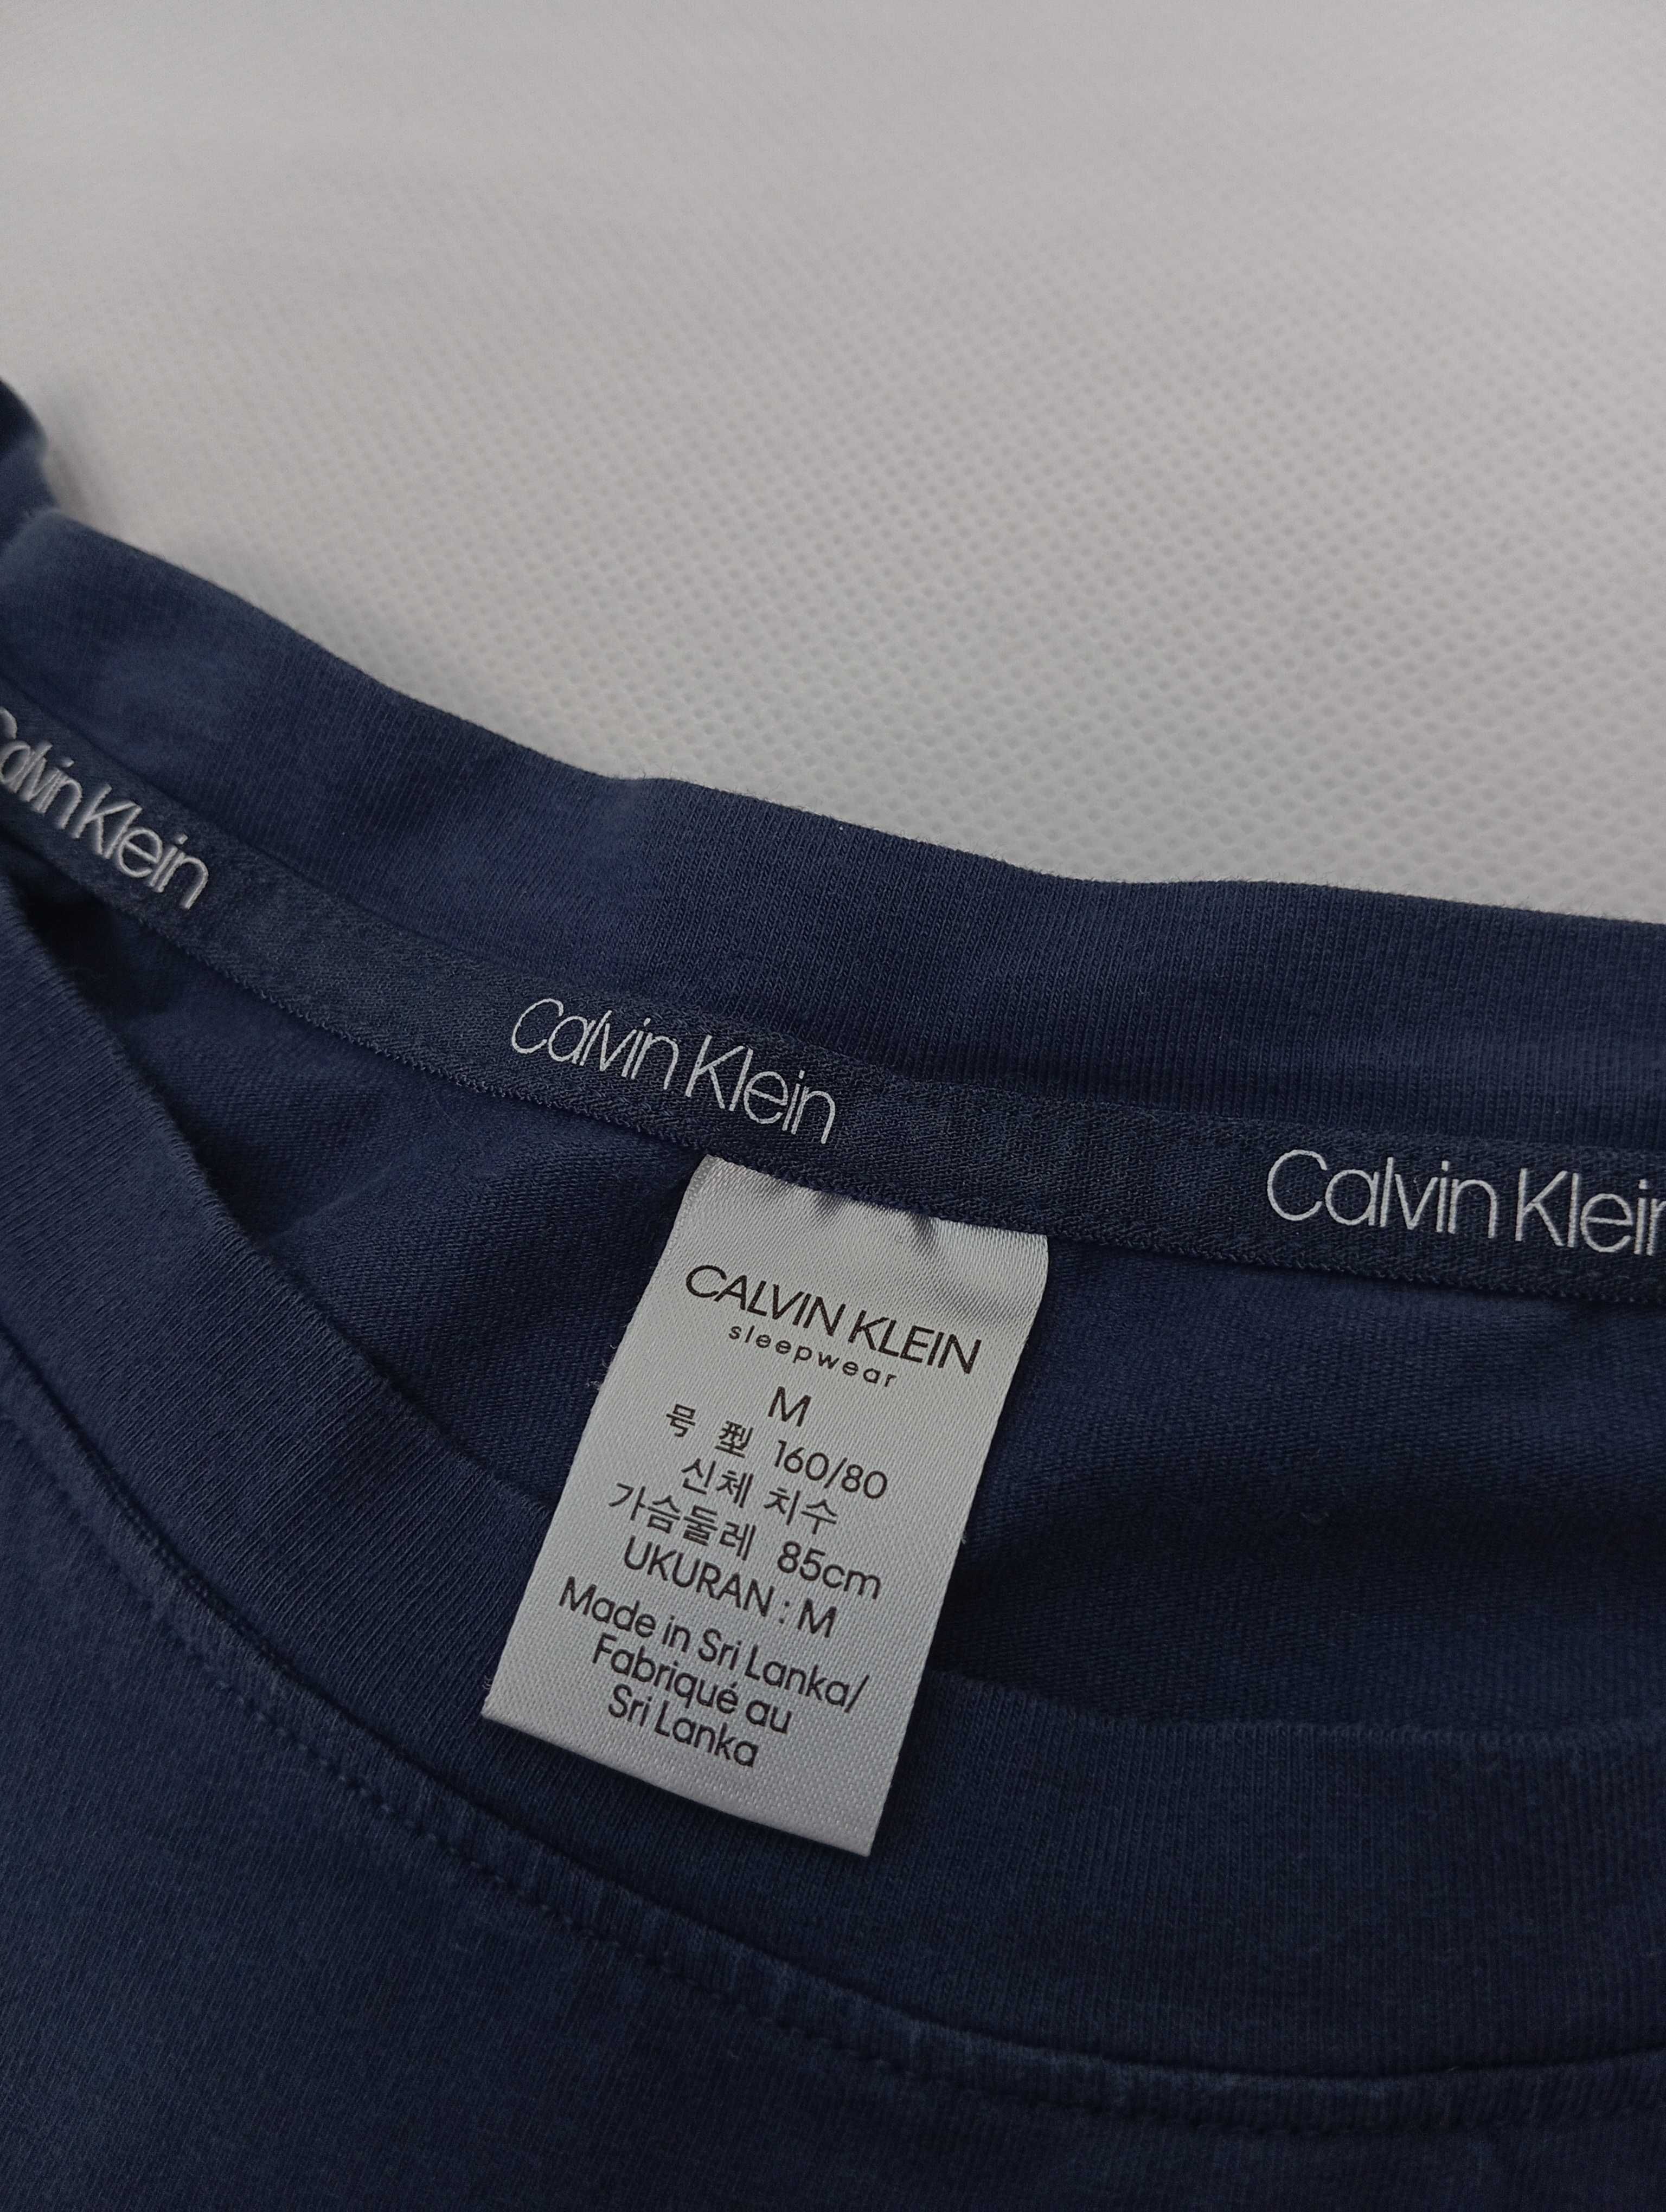 Calvin Klein
Calvin Klein
Calvin Klein
CALVIN KLEIN
sleepwear
M
号 型 160/80
신체 치수
가슴둘레 85cm
UKURAN : M
Made in Sri Lanka/
Fabriqué au
Sri Lanka